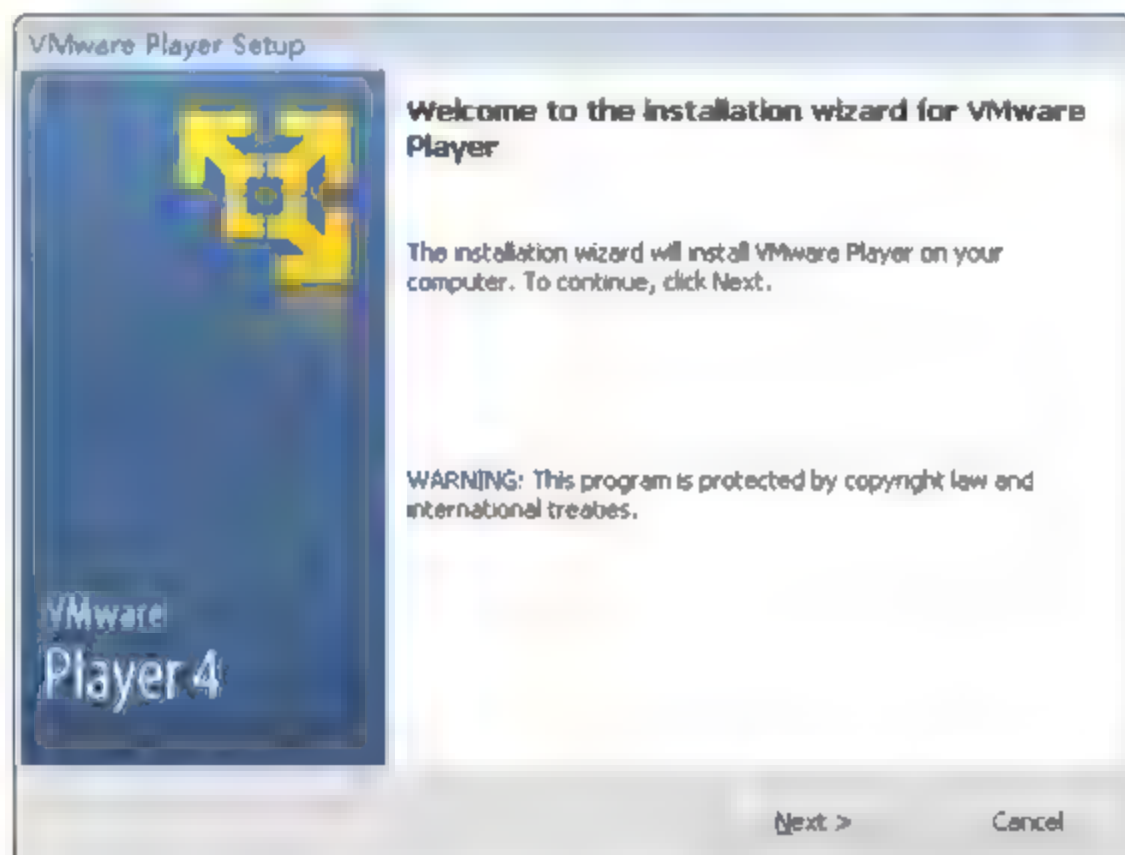 VMware Player Setup
Welcome to the installation wizard for VMware
Player
The installation wizard will install VMware Player on your
computer. To continue, click Next.
WARNING: This program is protected by copyright law and
international treaties.
VMware
Player 4
Next >
Cancel